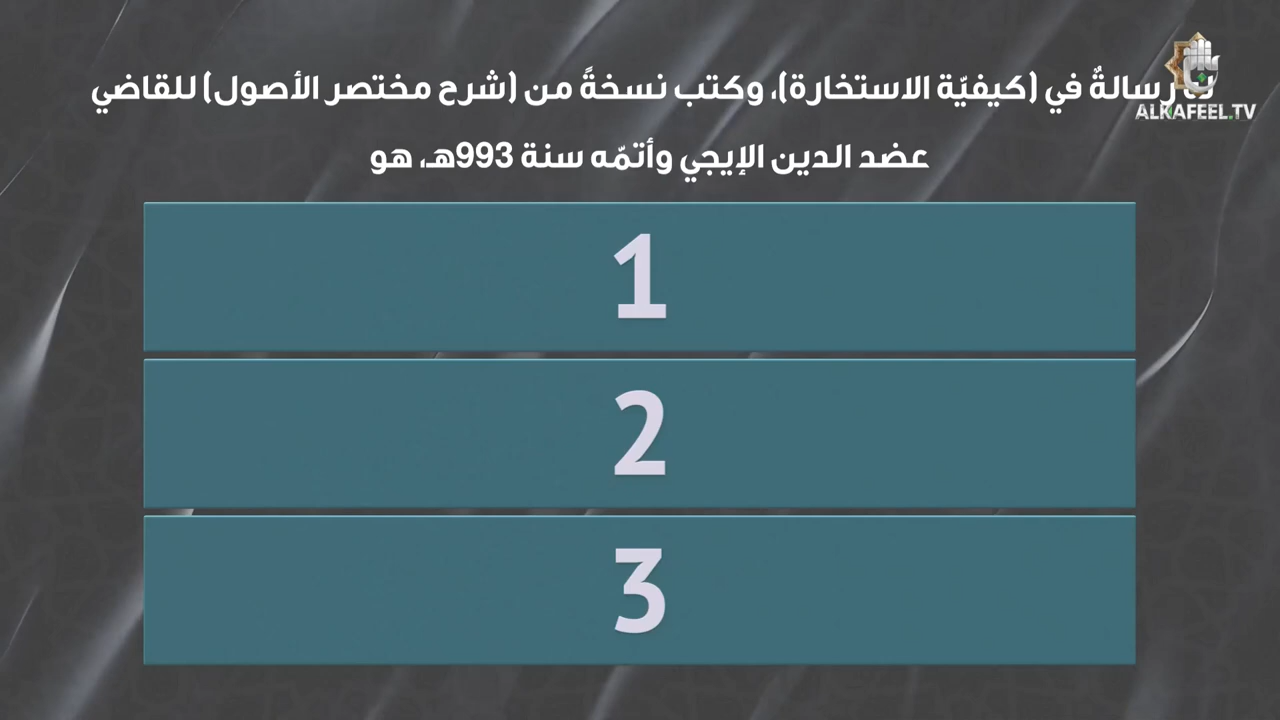 رسالةٌ في (كيفيّة الاستخارة)، وكتب نسخةً من (شرح مختصر الأصول) للقاضي
عضد الدين الإيجي وأتمّه سنة 993هـ، هو
1
2
3
ALKAFEEL.TV